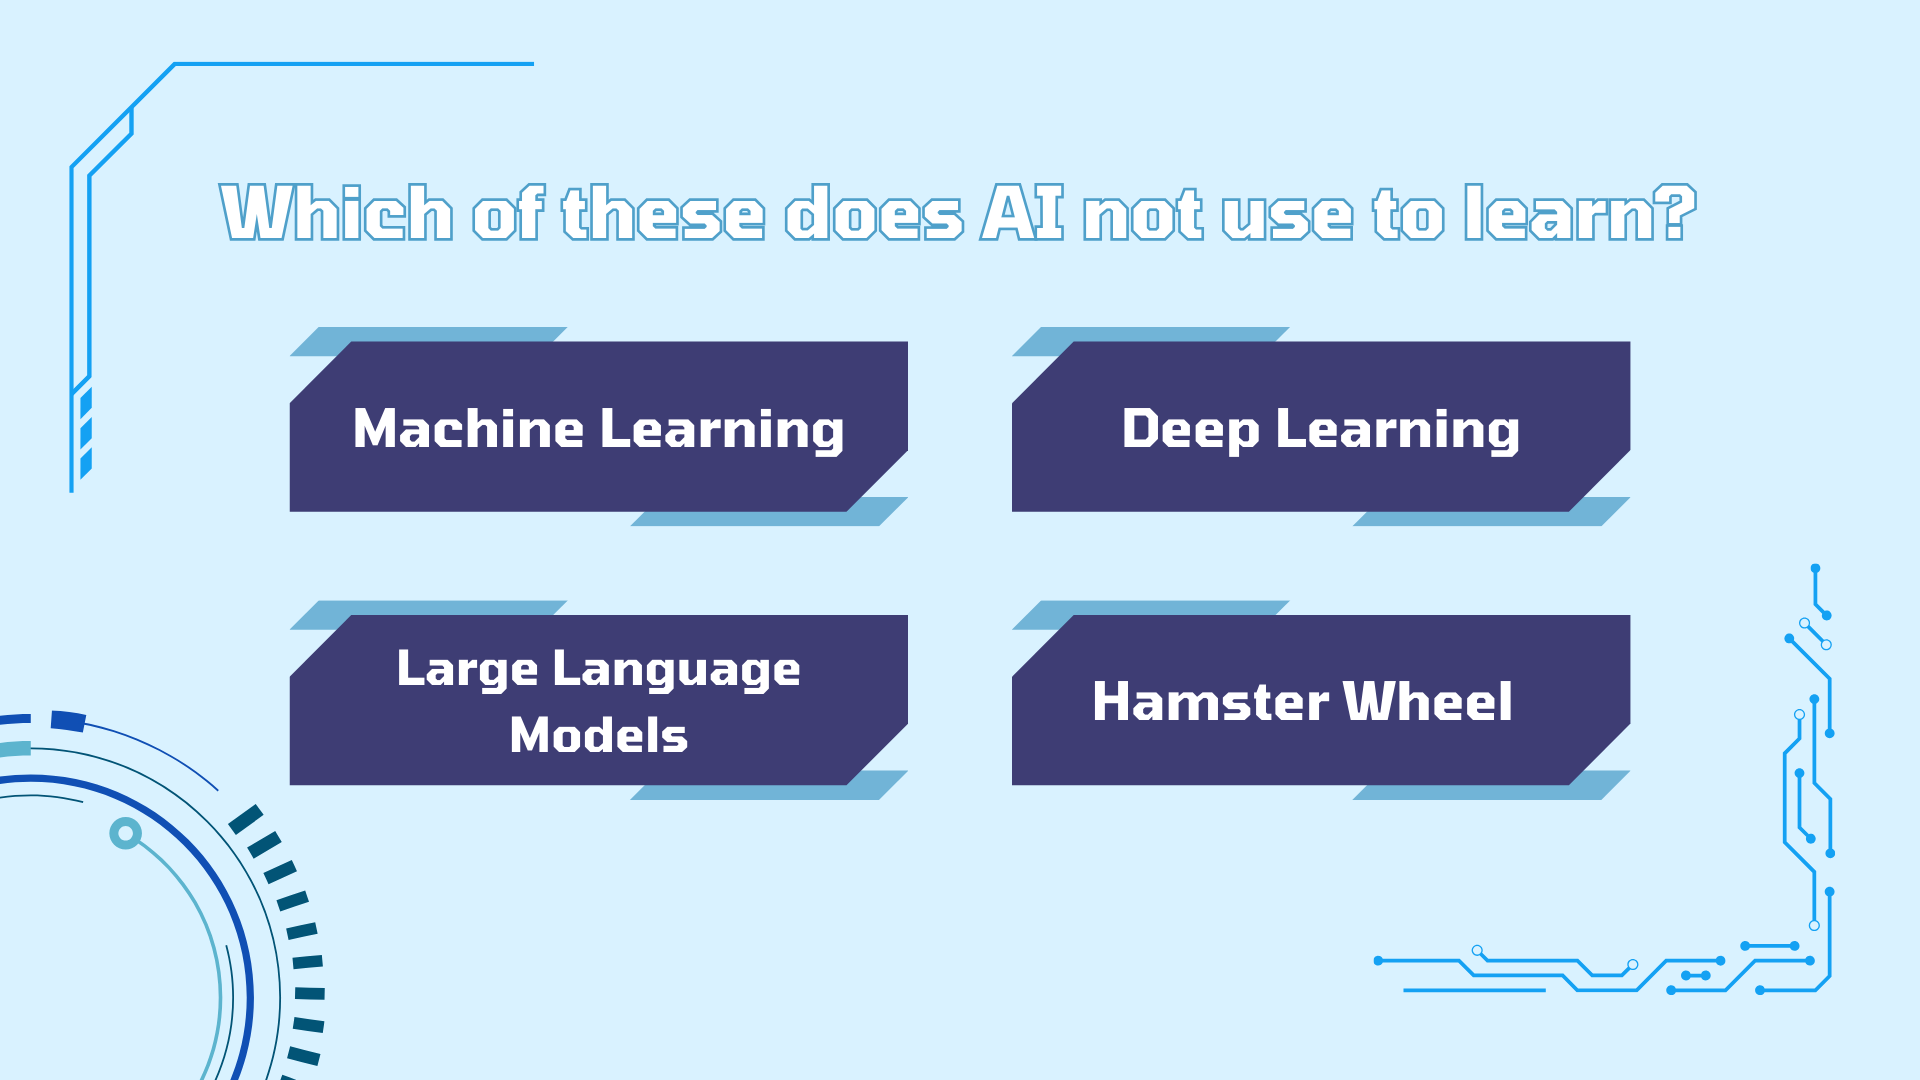 Which of these does AI not use to learn?
Machine Learning
Deep Learning
Large Language
Models
Hamster Wheel